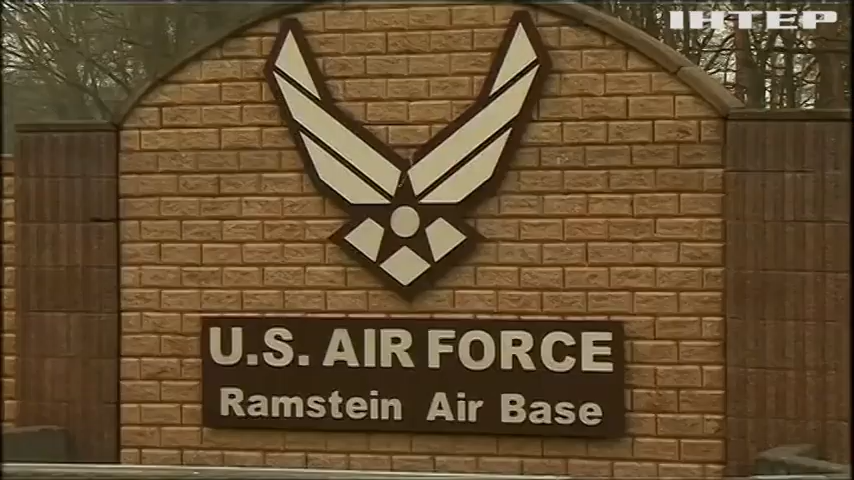 ІНТЕР
U.S. AIR FORCE
Ramstein Air Base